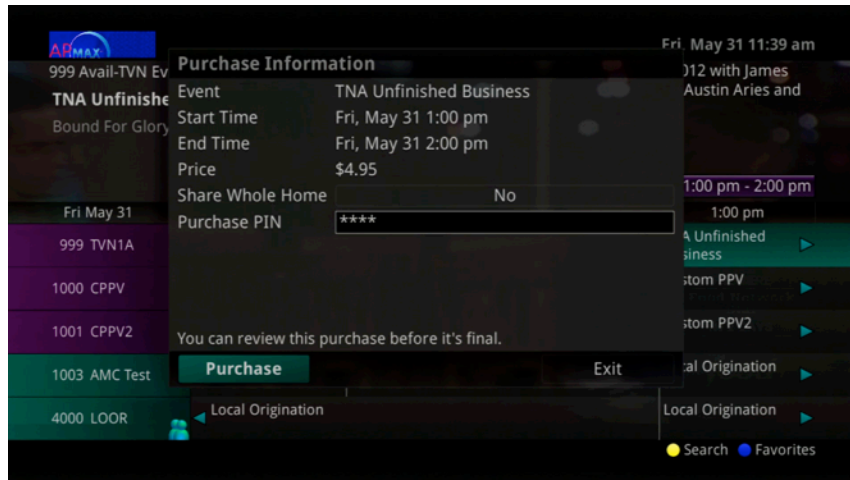 APMAX
Fri, May 31 11:39 am
999 Avail-TVN Ev
TNA Unfinishe
Bound For Glory
012 with James
Austin Aries and
Purchase Information
Event TNA Unfinished Business
Start Time Fri, May 31 1:00 pm
End Time Fri, May 31 2:00 pm
Price $4.95
Share Whole Home No
Purchase PIN ****
You can review this purchase before it's final.
Purchase Exit
1:00 pm - 2:00 pm
Fri May 31 1:00 pm
999 TVN1A
A Unfinished
siness
1000 CPPV
stom PPV
1001 CPPV2
stom PPV2
1003 AMC Test
cal Origination
4000 LOOR
Local Origination
Local Origination
Search Favorites